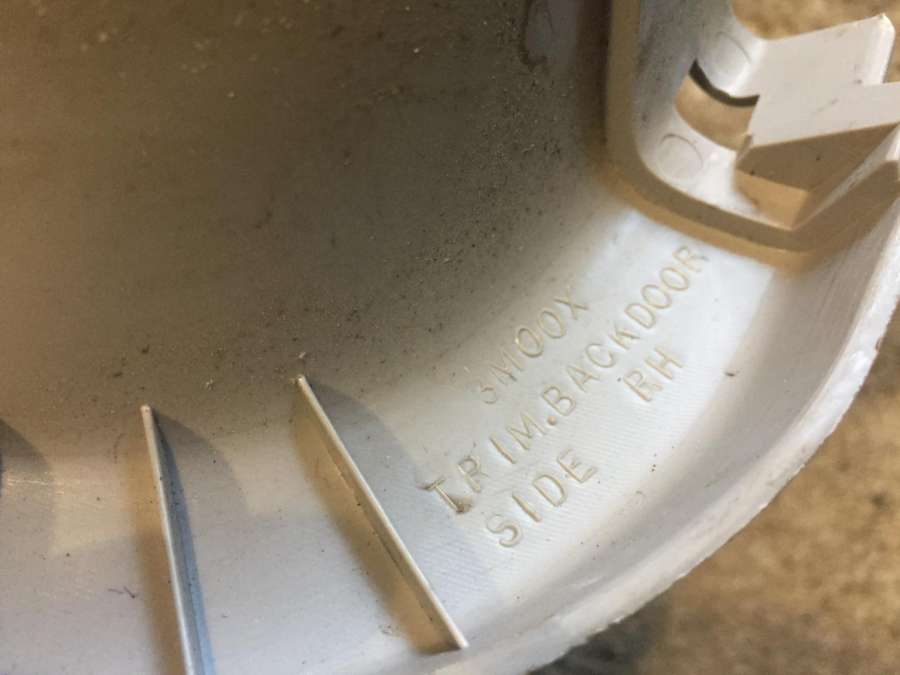 3M00X
TRIM.BACKDOOR
SIDE RH